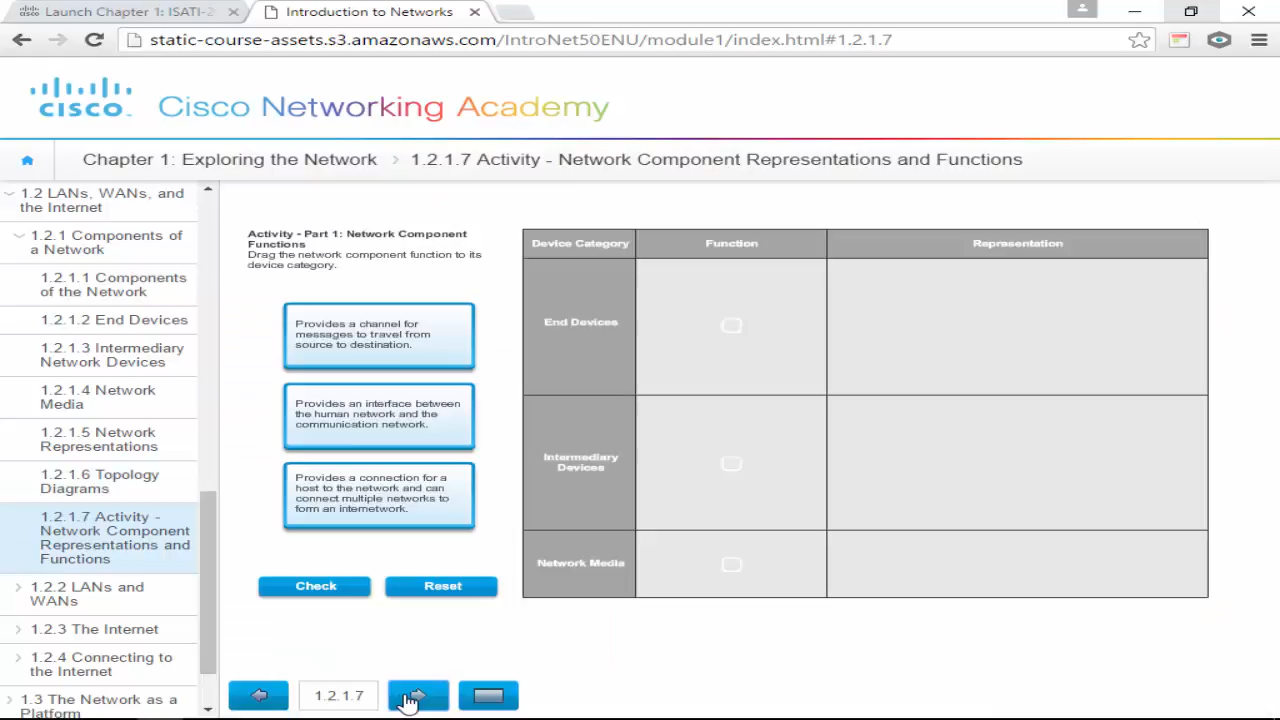 Launch Chapter 1: ISATI-2
Introduction to Networks
static-course-assets.s3.amazonaws.com/IntroNet50ENU/module1/index.html#1.2.1.7
CISCO
Cisco Networking Academy
Chapter 1: Exploring the Network > 1.2.1.7 Activity - Network Component Representations and Functions
1.2 LANs, WANs, and
the Internet
1.2.1 Components of
a Network
1.2.1.1 Components
of the Network
1.2.1.2 End Devices
1.2.1.3 Intermediary
Network Devices
1.2.1.4 Network
Media
1.2.1.5 Network
Representations
1.2.1.6 Topology
Diagrams
1.2.1.7 Activity -
Network Component
Representations and
Functions
1.2.2 LANs and
WANs
1.2.3 The Internet
1.2.4 Connecting to
the Internet
1.3 The Network as a
Platform
Activity - Part 1: Network Component
Functions
Drag the network component function to its
device category.
Provides a channel for
messages to travel from
source to destination.
Provides an interface between
the human network and the
communication network.
Provides a connection for a
host to the network and can
connect multiple networks to
form an internetwork.
Check
Reset
Device Category
Function
Representation
End Devices
Intermediary
Devices
Network Media
1.2.1.7